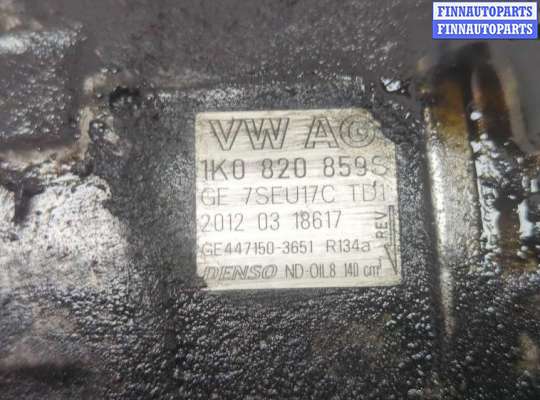 FINNAUTOPARTS
FINNAUTOPARTS
VW AG
1K0 820 859S
GE 7SEU17C TD1
2012 03 18617
GE447150-3651 R134a
REV
DENSO ND-OIL8 140 cm³